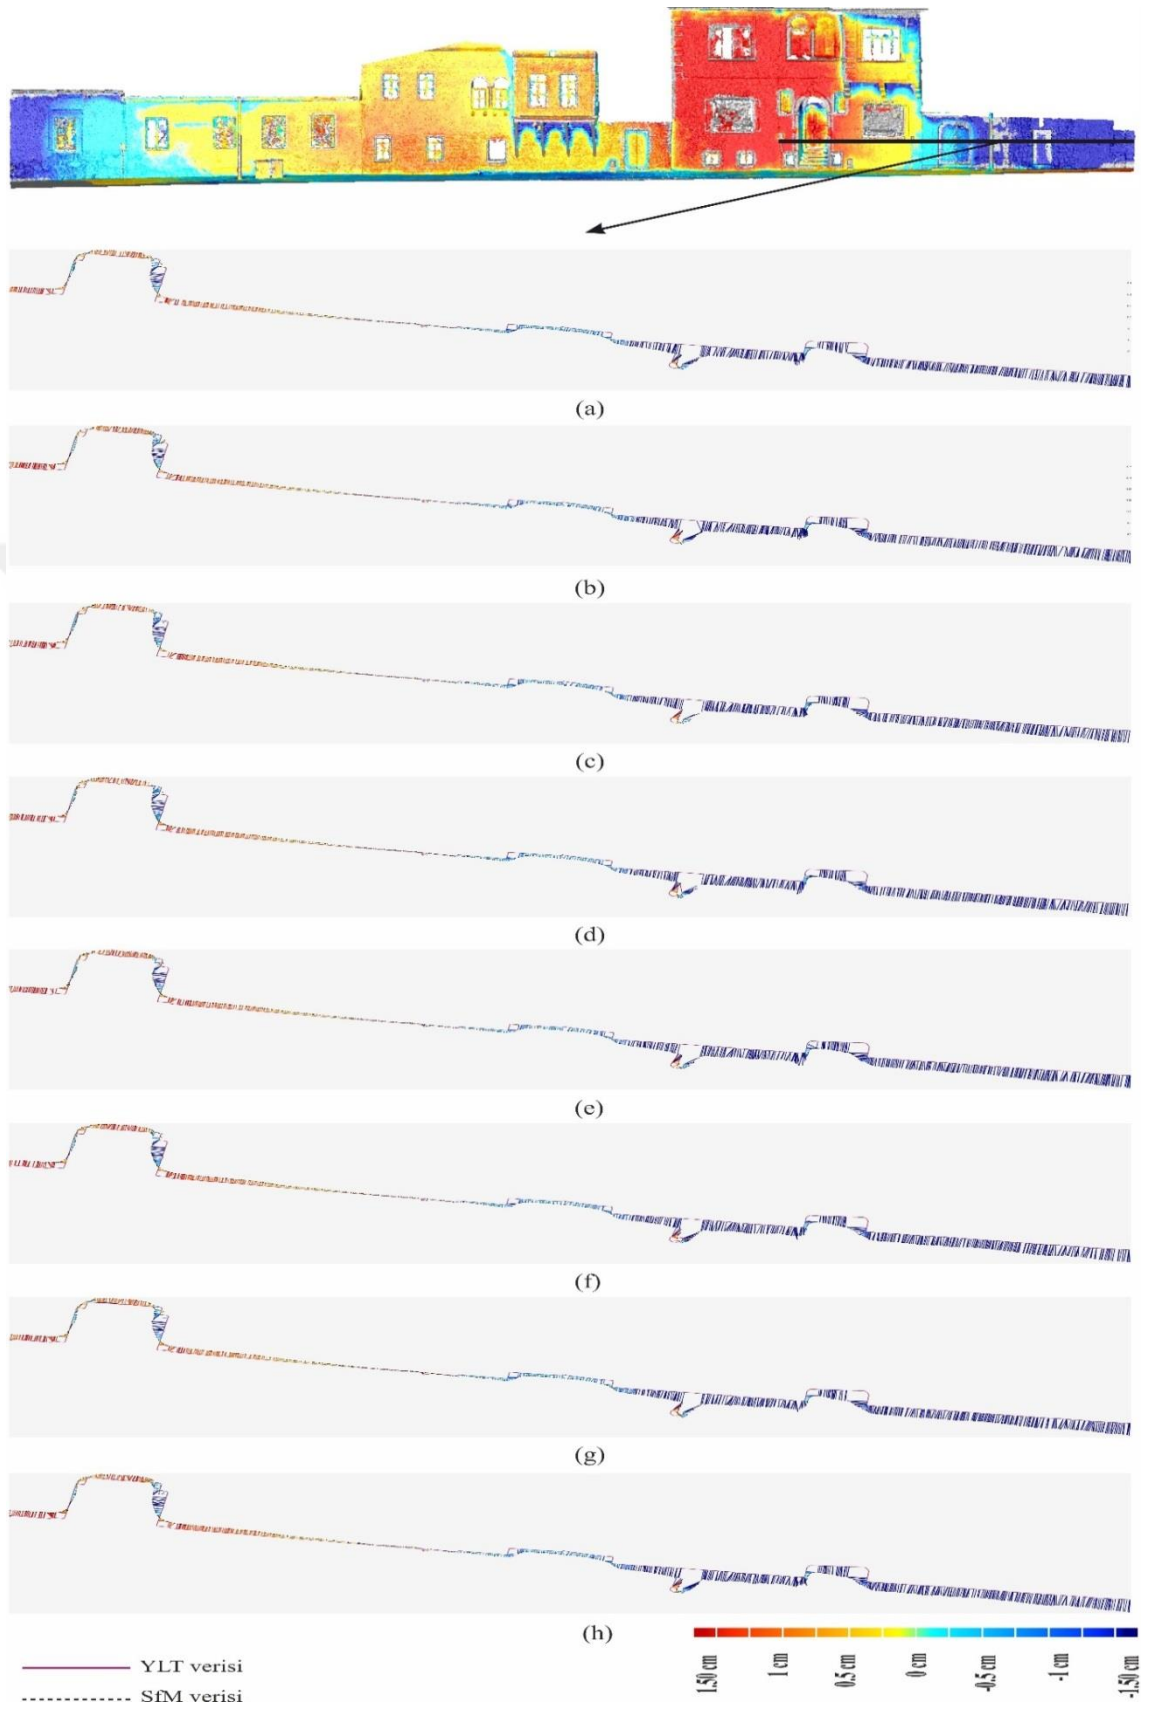 (a)
(b)
(c)
(d)
(e)
(f)
(g)
(h)
YLT verisi
SfM verisi
1.50 cm
1 cm
0.5 cm
0 cm
-0.5 cm
-1 cm
-1.50 cm